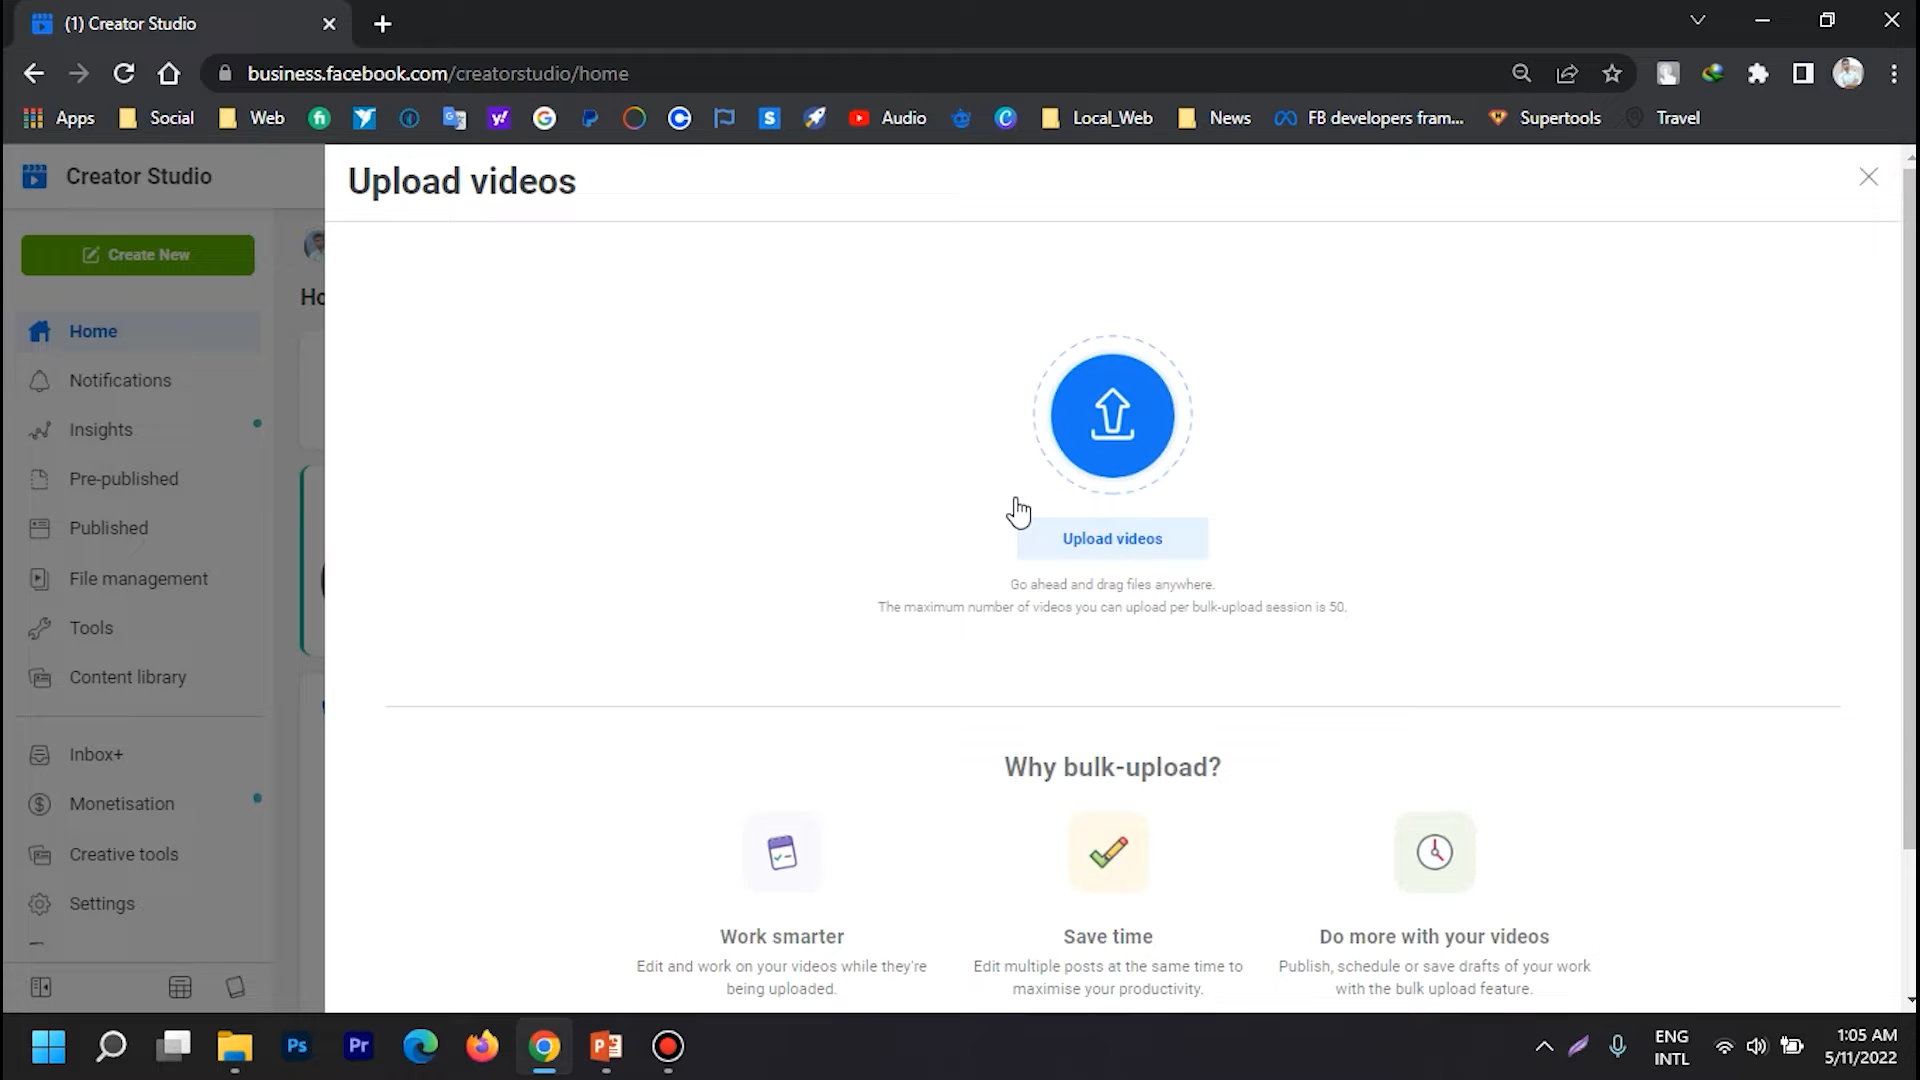 (1) Creator Studio
business.facebook.com/creatorstudio/home
Apps Social Web Audio Local_Web News FB developers fram... Supertools Travel
Creator Studio
Upload videos
Create New
Ho
Home
Notifications
Insights
Pre-published
Published
File management
Tools
Content library
Inbox+
Monetisation
Creative tools
Settings
Upload videos
Go ahead and drag files anywhere.
The maximum number of videos you can upload per bulk-upload session is 50.
Why bulk-upload?
Work smarter
Edit and work on your videos while they're
being uploaded.
Save time
Edit multiple posts at the same time to
maximise your productivity.
Do more with your videos
Publish, schedule or save drafts of your work
with the bulk upload feature.
Ps Pr
ENG
INTL
1:05 AM
5/11/2022